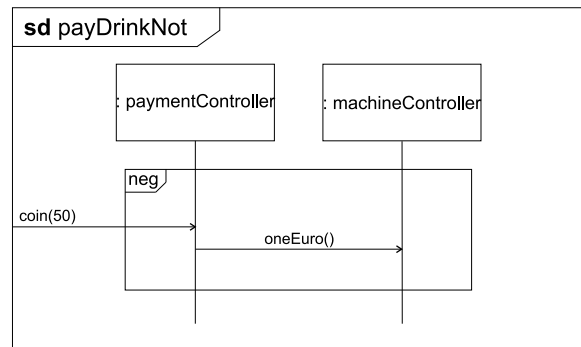 sd payDrinkNot
: paymentController
: machineController
neg
coin(50)
oneEuro()